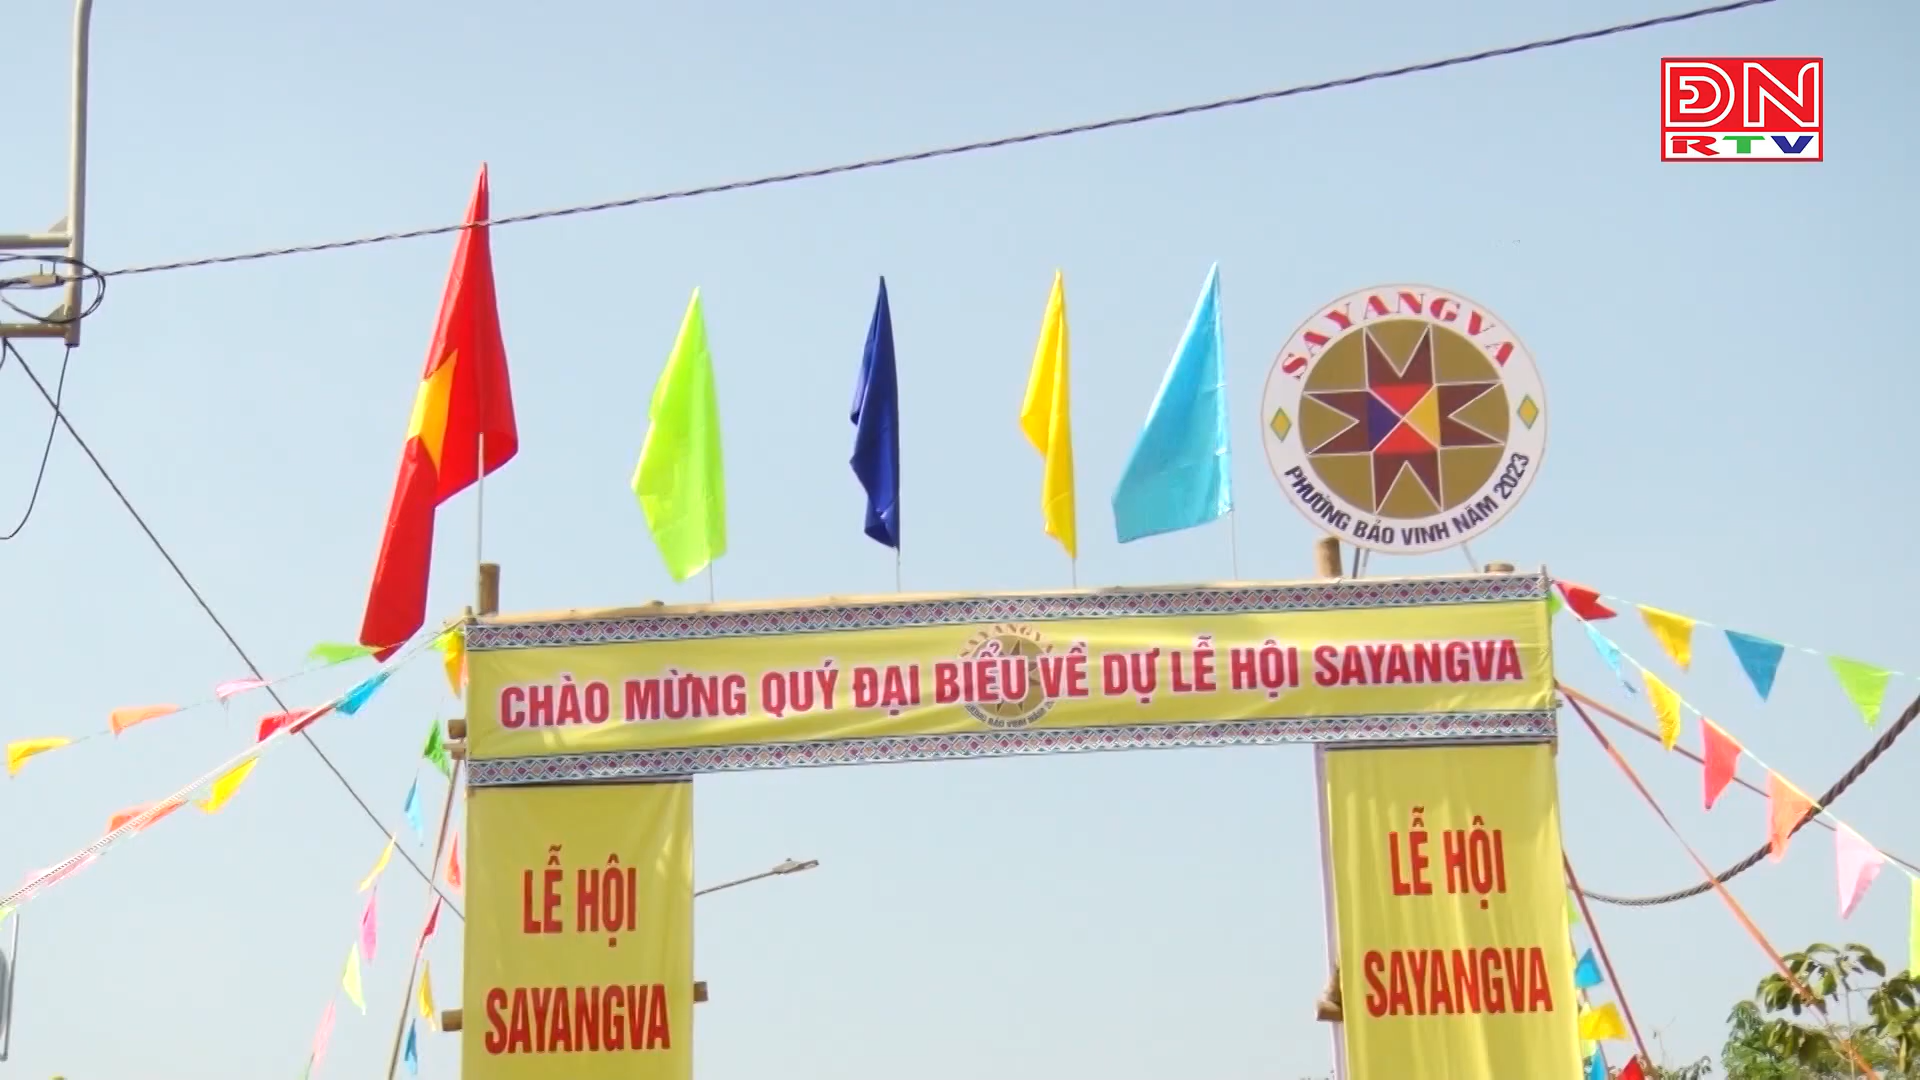 ĐN
RTV
SAYANGVA
PHƯỜNG BẢO VINH NĂM 2023
CHÀO MỪNG QUÝ ĐẠI BIỂU VỀ DỰ LỄ HỘI SAYANGVA
LỄ HỘI
SAYANGVA
LỄ HỘI
SAYANGVA